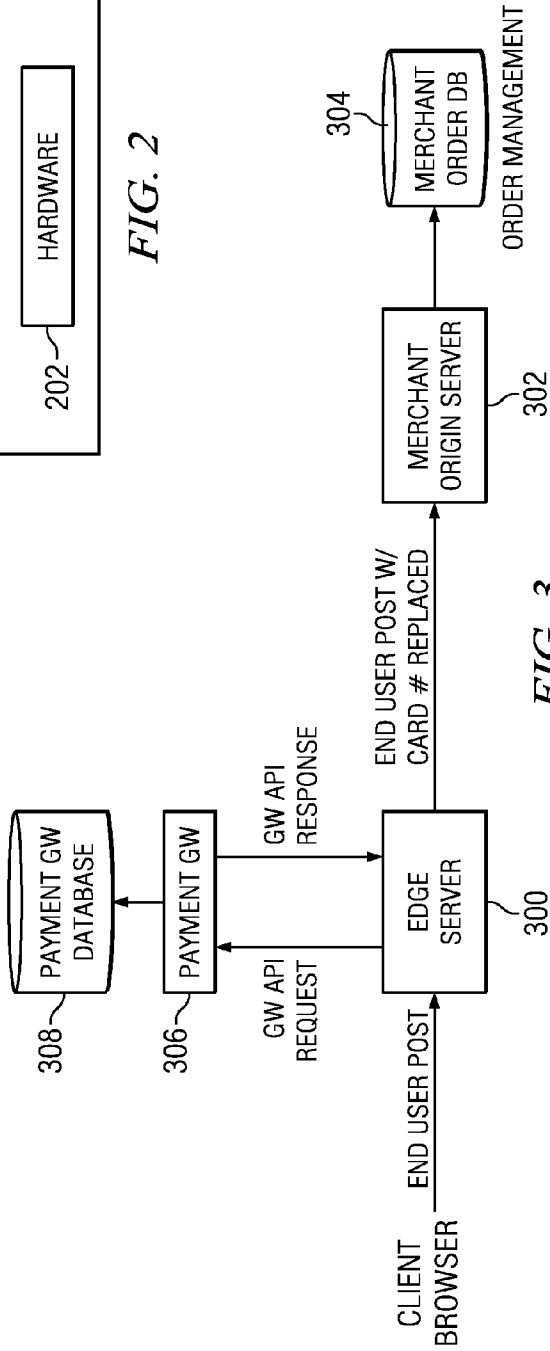 202
HARDWARE
FIG. 2
308
PAYMENT GW
DATABASE
306
PAYMENT GW
GW API
REQUEST
GW API
RESPONSE
CLIENT
BROWSER
END USER POST
EDGE
SERVER
300
END USER POST W/
CARD # REPLACED
MERCHANT
ORIGIN SERVER
302
304
MERCHANT
ORDER DB
ORDER MANAGEMENT
FIG. 3